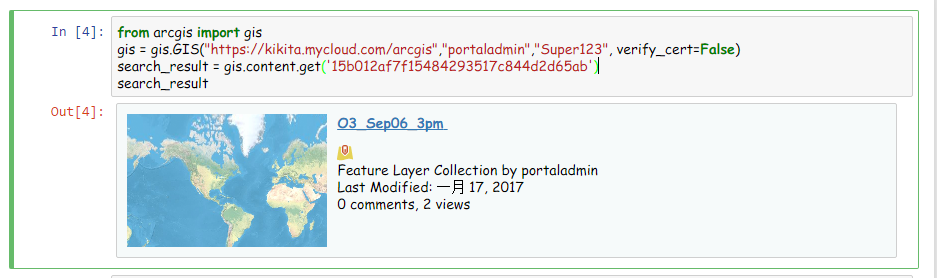 In [4]:
from arcgis import gis
gis = gis.GIS("https://kikita.mycloud.com/arcgis","portaladmin","Super123", verify_cert=False)
search_result = gis.content.get('15b012af7f15484293517c844d2d65ab')
search_result
Out[4]:
O3_Sep06_3pm
Feature Layer Collection by portaladmin
Last Modified: 一月 17, 2017
0 comments, 2 views